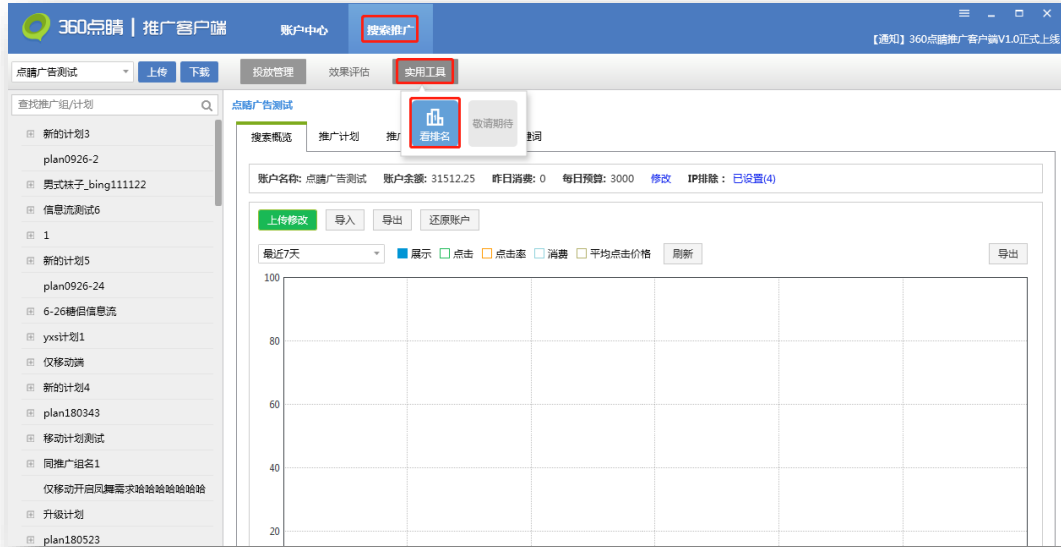 360点睛 | 推广客户端
账户中心
搜索推广
【通知】360点睛推广客户端V1.0正式上线
点睛广告测试
上传
下载
投放管理
效果评估
实用工具
查找推广组/计划
新的计划3
plan0926-2
男式袜子_bing111122
信息流测试6
1
新的计划5
plan0926-24
6-26糖侣信息流
yxs计划1
仅移动端
新的计划4
plan180343
移动计划测试
同推广组名1
仅移动开启凤舞需求哈哈哈哈哈哈哈
升级计划
plan180523
点睛广告测试
看排名
敬请期待
搜索概览
推广计划
推广
键词
账户名称: 点睛广告测试 账户余额: 31512.25 昨日消费: 0 每日预算: 3000 修改 IP排除： 已设置(4)
上传修改
导入
导出
还原账户
最近7天
展示 点击 点击率 消费 平均点击价格
刷新
导出
100
80
60
40
20